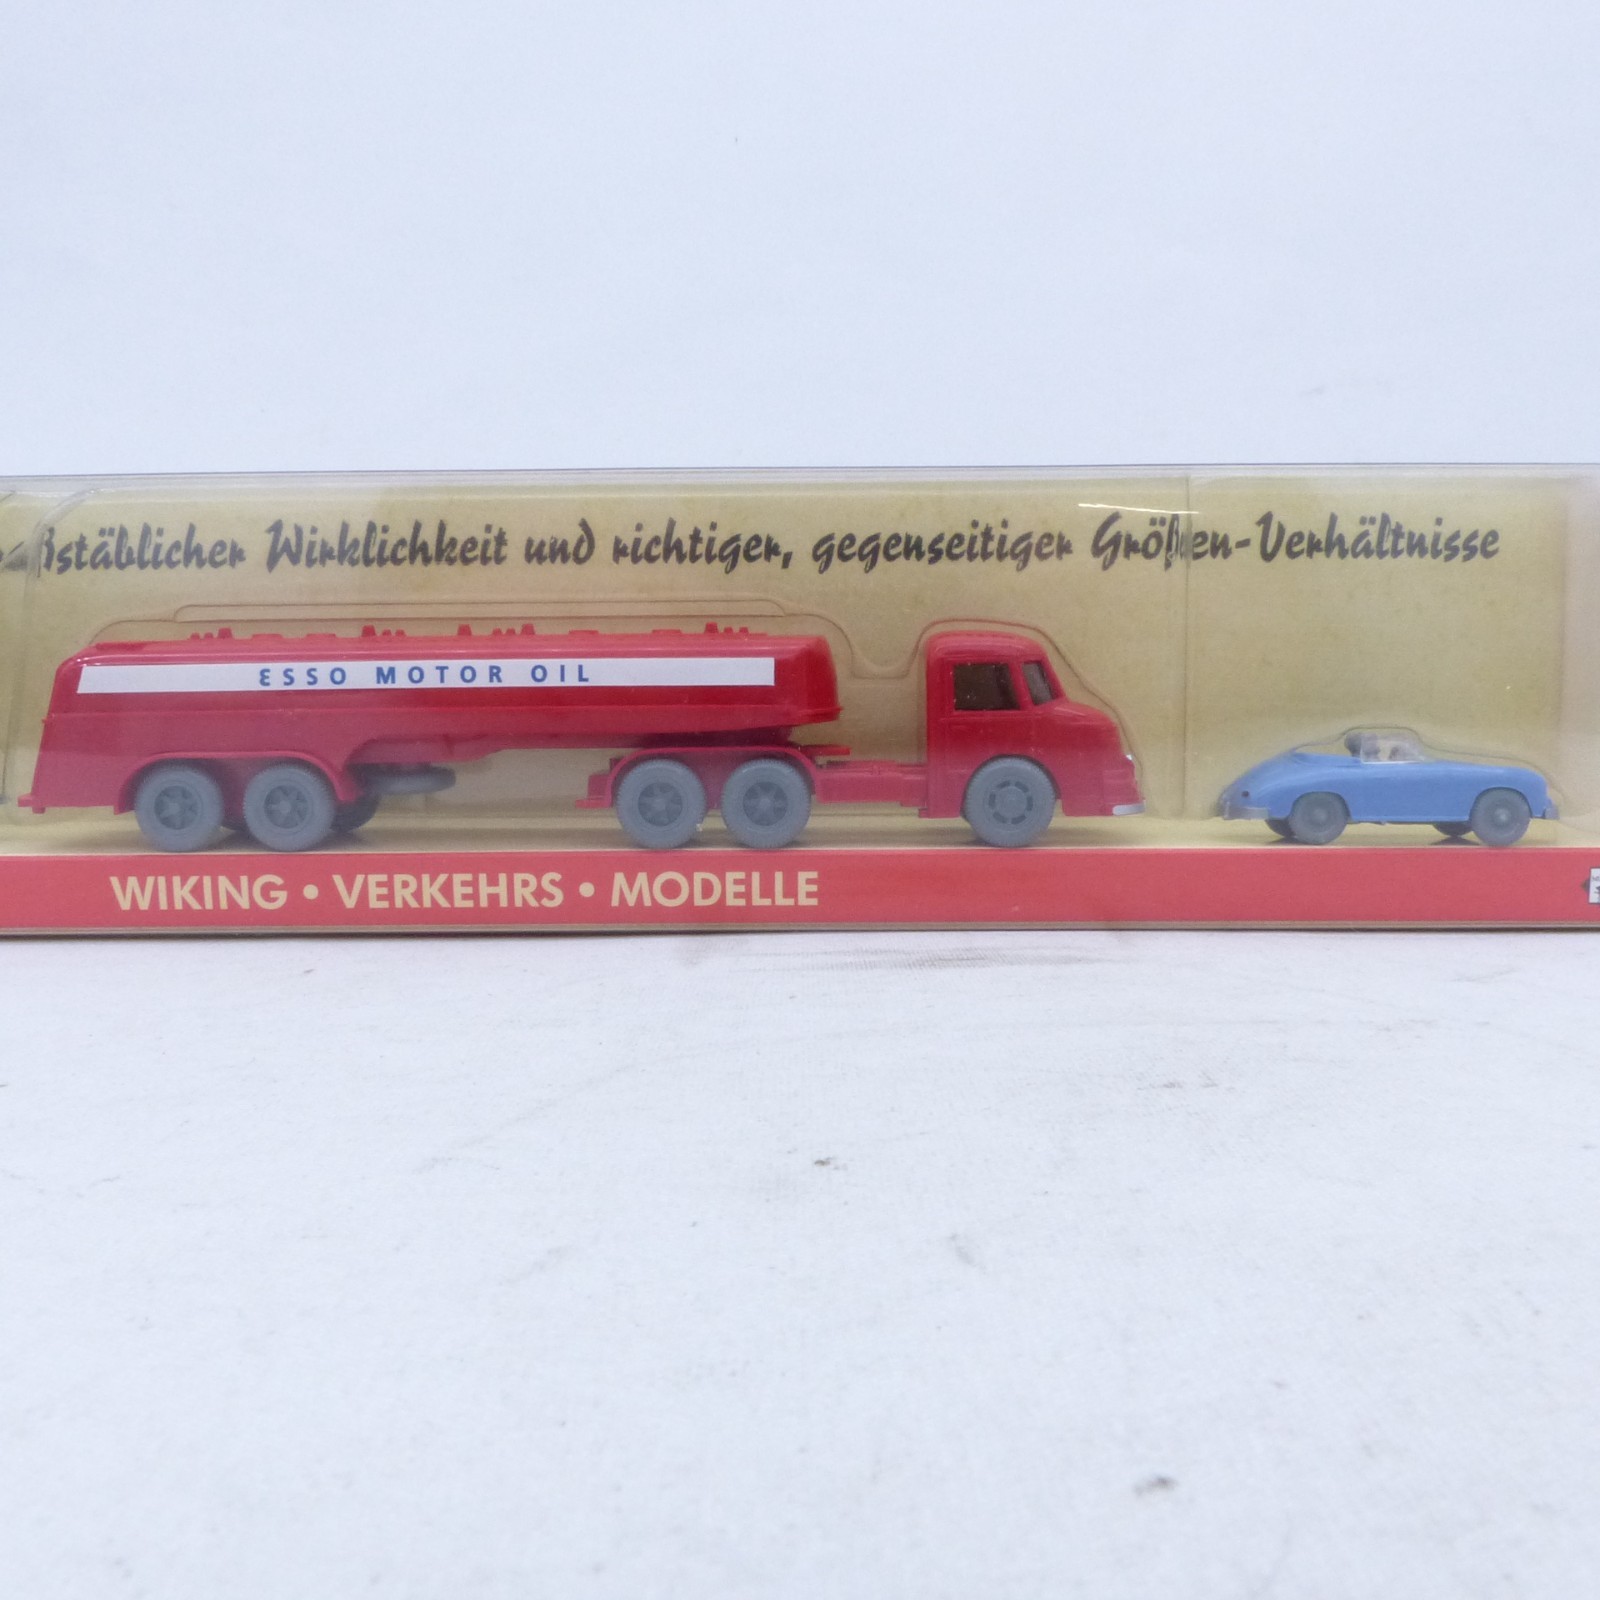 ßstäblicher Wirklichkeit und richtiger, gegenseitiger Größen-Verhältnisse
ESSO MOTOR OIL
WIKING • VERKEHRS • MODELLE